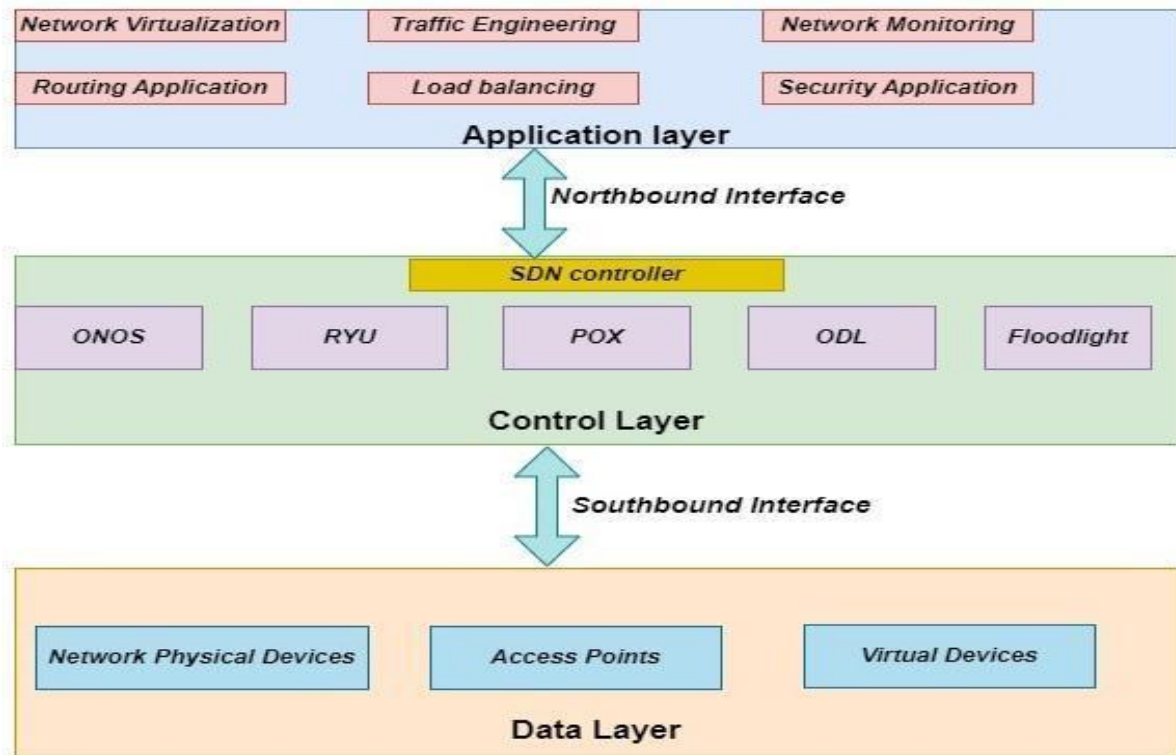 Network Virtualization
Traffic Engineering
Network Monitoring
Routing Application
Load balancing
Security Application
Application layer
Northbound Interface
SDN controller
ONOS
RYU
POX
ODL
Floodlight
Control Layer
Southbound Interface
Network Physical Devices
Access Points
Virtual Devices
Data Layer